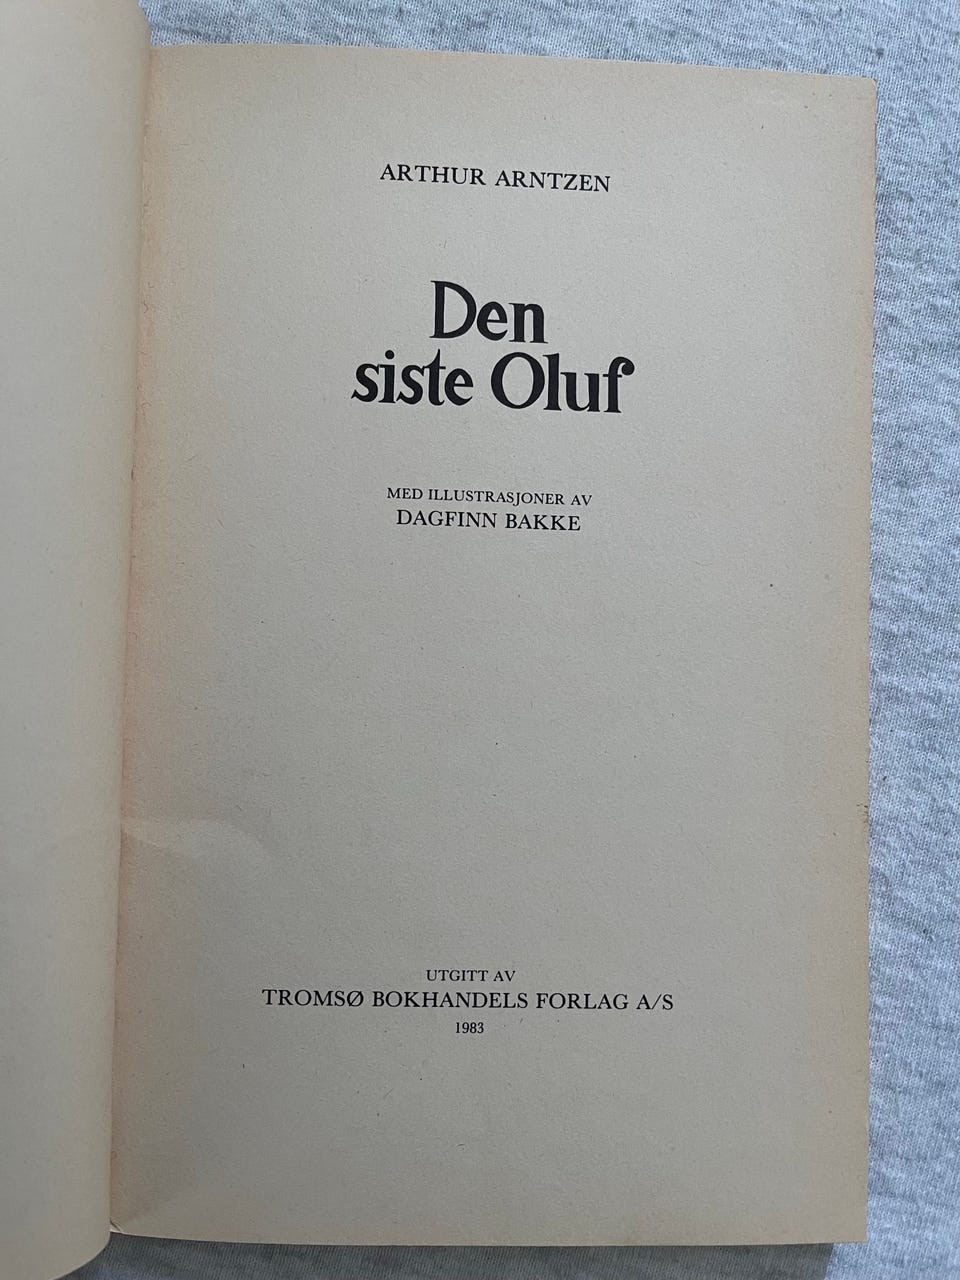 ARTHUR ARNTZEN
Den
siste Oluf
MED ILLUSTRASJONER AV
DAGFINN BAKKE
UTGITT AV
TROMSØ BOKHANDELS FORLAG A/S
1983